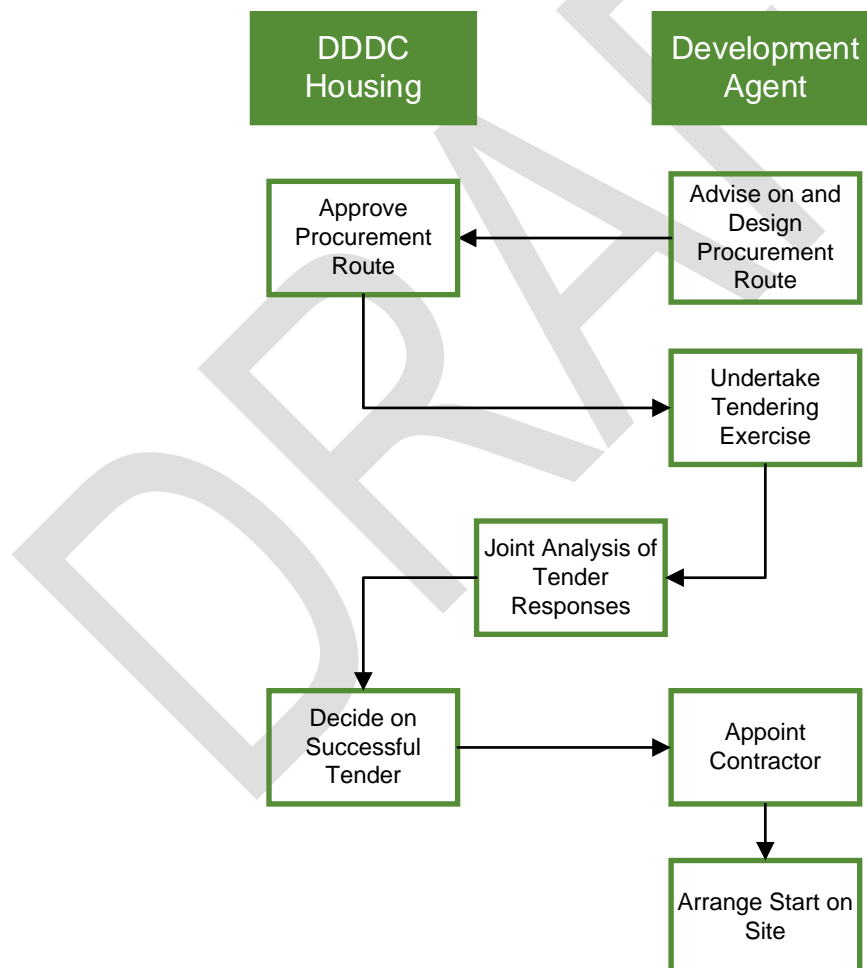 DDDC
Housing
Development
Agent
Approve
Procurement
Route
Advise on and
Design
Procurement
Route
Undertake
Tendering
Exercise
Joint Analysis of
Tender
Responses
Decide on
Successful
Tender
Appoint
Contractor
Arrange Start on
Site
DRAF